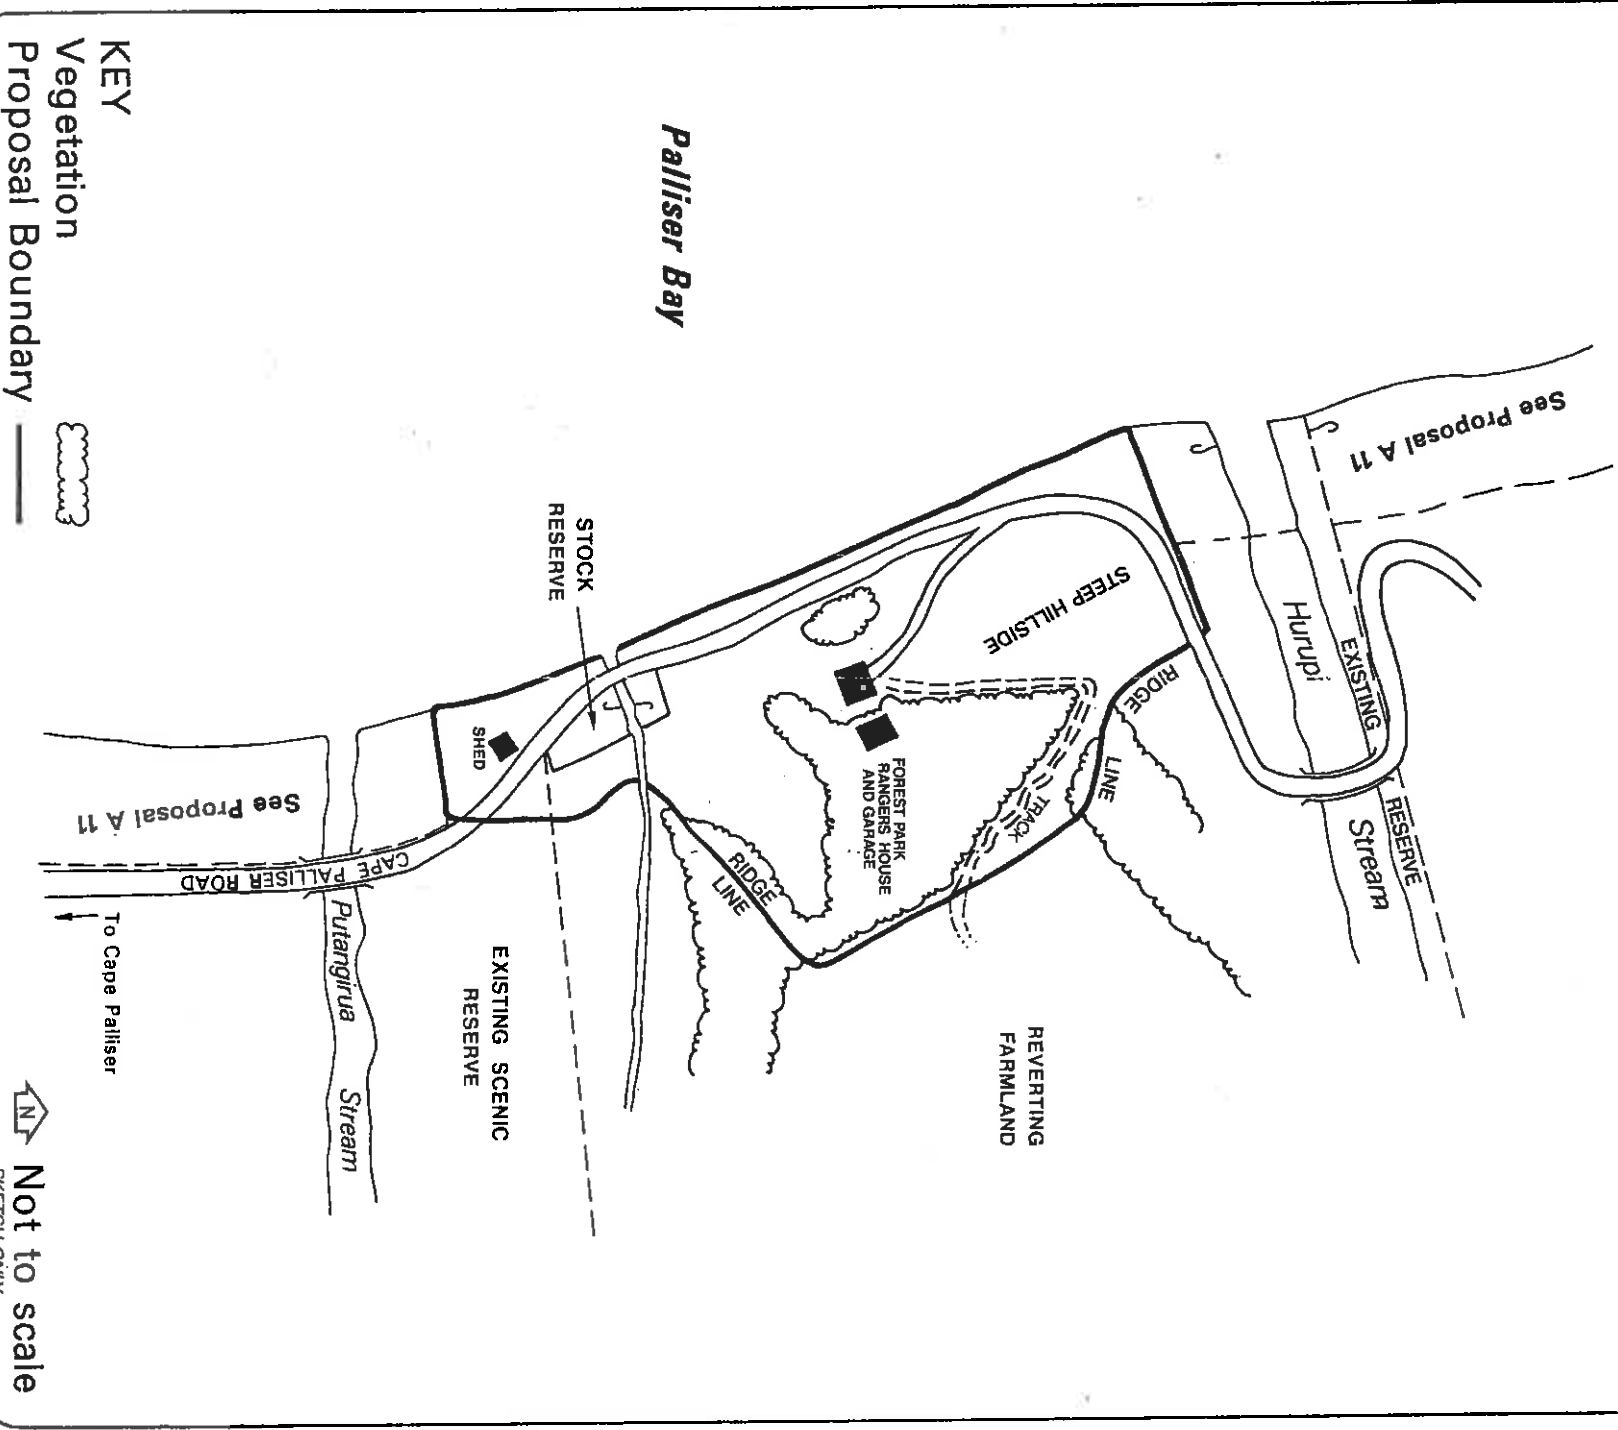 Palliser Bay
See Proposal A 11
Hurupi
Stream
EXISTING
RESERVE
STEEP HILLSIDE
RIDGE
LINE
TRACK
FOREST PARK
RANGERS HOUSE
AND GARAGE
STOCK
RESERVE
SHED
RIDGE
LINE
REVERTING
FARMLAND
EXISTING SCENIC
RESERVE
See Proposal A 11
CAPE PALLISER ROAD
Putangirua
Stream
To Cape Palliser
KEY
Vegetation
Proposal Boundary
N
Not to scale
SKETCH ONLY